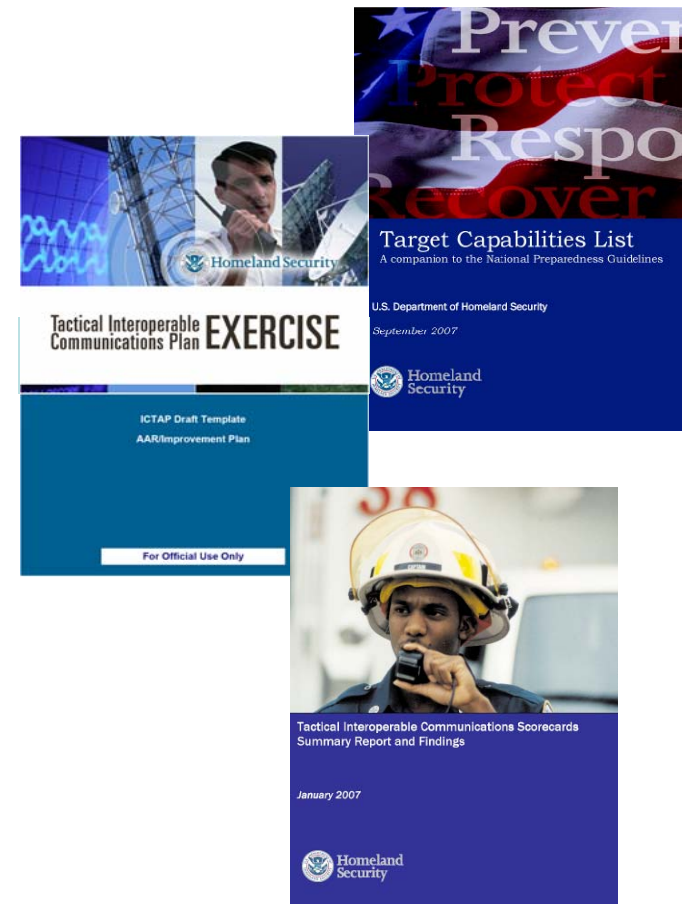 Preve
Protect
Respo
Recover
Target Capabilities List
A companion to the National Preparedness Guidelines
U.S. Department of Homeland Security
September 2007
Homeland
Security
Homeland Security
Tactical Interoperable
Communications Plan EXERCISE
ICTAP Draft Template
AAR/Improvement Plan
For Official Use Only
38
Tactical Interoperable Communications Scorecards
Summary Report and Findings
January 2007
Homeland
Security